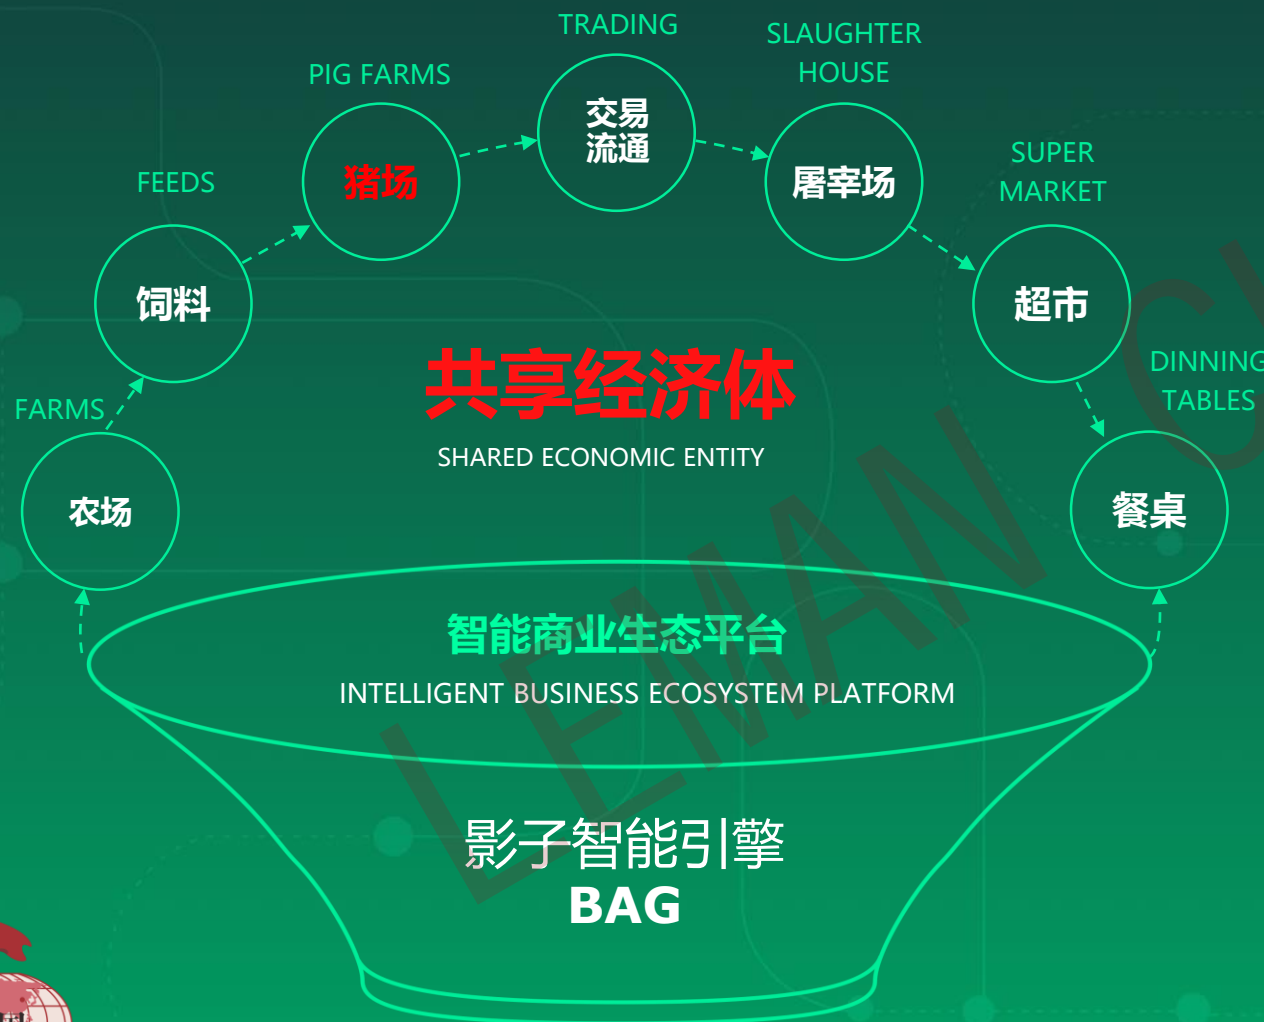 TRADING
SLAUGHTER
HOUSE
PIG FARMS
交易
流通
SUPER
MARKET
FEEDS
猪场
屠宰场
饲料
超市
共享经济体
DINNING
TABLES
FARMS
SHARED ECONOMIC ENTITY
农场
餐桌
智能商业生态平台
INTELLIGENT BUSINESS ECOSYSTEM PLATFORM
影子智能引擎
BAG
LEMAN